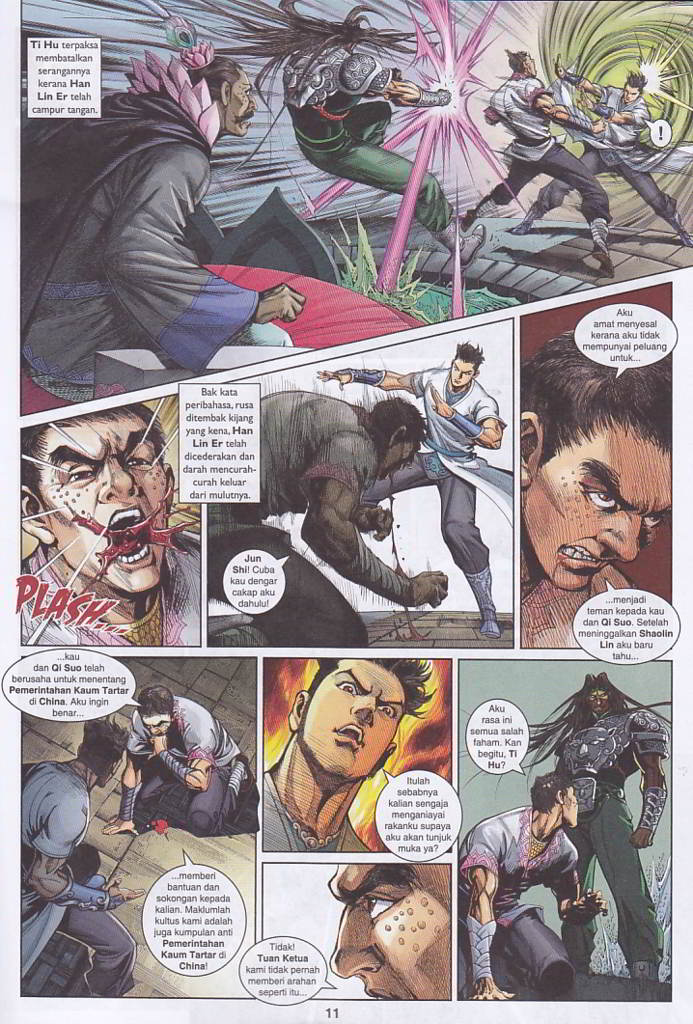 Ti Hu terpaksa
membatalkan
serangannya
kerana Han
Lin Er telah
campur tangan.
!
PLASH...
Bak kata
peribahasa, rusa
ditembak kijang
yang kena, Han
Lin Er telah
dicederakan dan
darah mencurah-
curah keluar
dari mulutnya.
Jun
Shi! Cuba
kau dengar
cakap aku
dahulu!
Aku
amat menyesal
kerana aku tidak
mempunyai peluang
untuk...
...menjadi
teman kepada kau
dan Qi Suo. Setelah
meninggalkan Shaolin
Lin aku baru
tahu...
...kau
dan Qi Suo telah
berusaha untuk menentang
Pemerintahan Kaum Tartar
di China. Aku ingin
benar...
...memberi
bantuan dan
sokongan kepada
kalian. Maklumlah
kultus kami adalah
juga kumpulan anti
Pemerintahan
Kaum Tartar di
China!
Itulah
sebabnya
kalian sengaja
menganiayai
rakanku supaya
aku akan tunjuk
muka ya?
Tidak!
Tuan Ketua
kami tidak pernah
memberi arahan
seperti itu...
Aku
rasa ini
semua salah
faham. Kan
begitu, Ti
Hu?
11